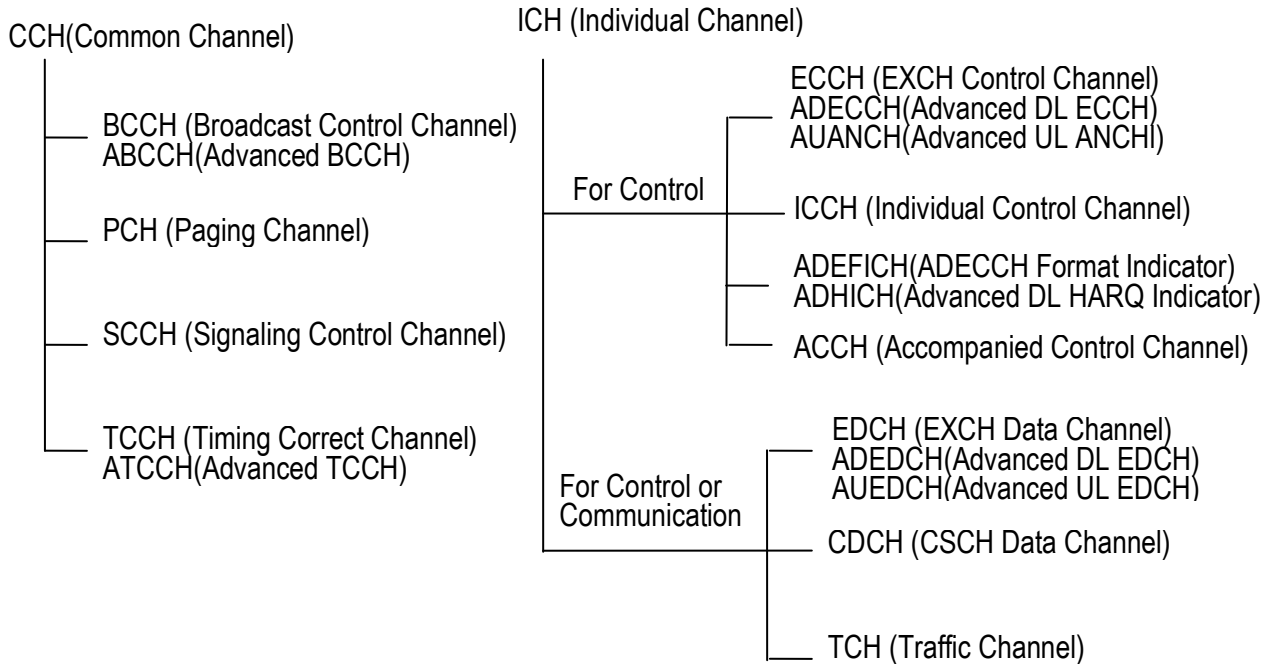 CCH(Common Channel)
BCCH (Broadcast Control Channel)
ABCCH(Advanced BCCH)
PCH (Paging Channel)
SCCH (Signaling Control Channel)
TCCH (Timing Correct Channel)
ATCCH(Advanced TCCH)
ICH (Individual Channel)
For Control
ECCH (EXCH Control Channel)
ADECCH(Advanced DL ECCH)
AUANCH(Advanced UL ANCHI)
ICCH (Individual Control Channel)
ADEFICH(ADECCH Format Indicator)
ADHICH(Advanced DL HARQ Indicator)
ACCH (Accompanied Control Channel)
For Control or
Communication
EDCH (EXCH Data Channel)
ADEDCH(Advanced DL EDCH)
AUEDCH(Advanced UL EDCH)
CDCH (CSCH Data Channel)
TCH (Traffic Channel)